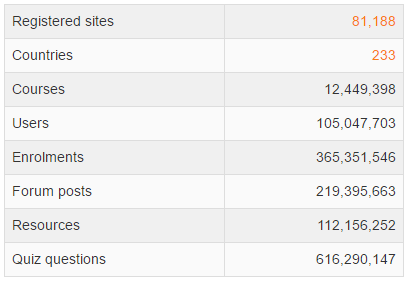 Registered sites 81,188
Countries 233
Courses 12,449,398
Users 105,047,703
Enrolments 365,351,546
Forum posts 219,395,663
Resources 112,156,252
Quiz questions 616,290,147